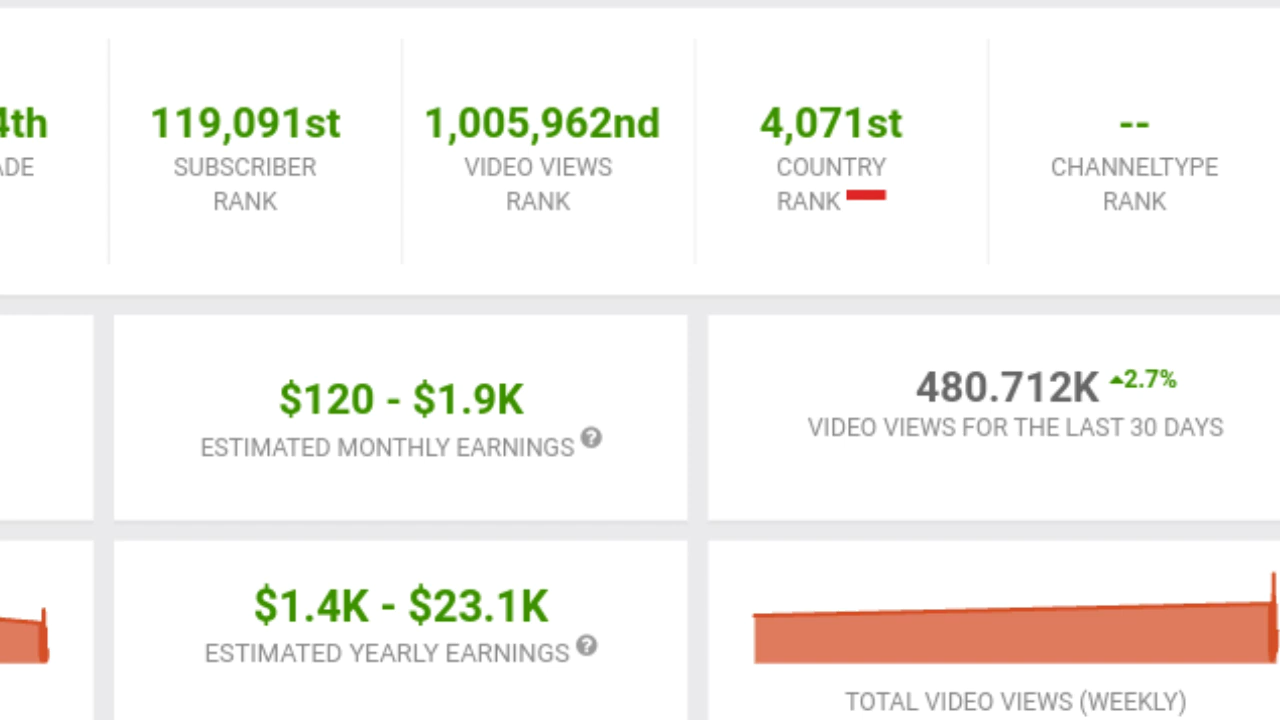 4th
ADE
119,091st
SUBSCRIBER
RANK
1,005,962nd
VIDEO VIEWS
RANK
4,071st
COUNTRY
RANK
--
CHANNELTYPE
RANK
$120 - $1.9K
ESTIMATED MONTHLY EARNINGS ?
480.712K 2.7%
VIDEO VIEWS FOR THE LAST 30 DAYS
$1.4K - $23.1K
ESTIMATED YEARLY EARNINGS ?
TOTAL VIDEO VIEWS (WEEKLY)